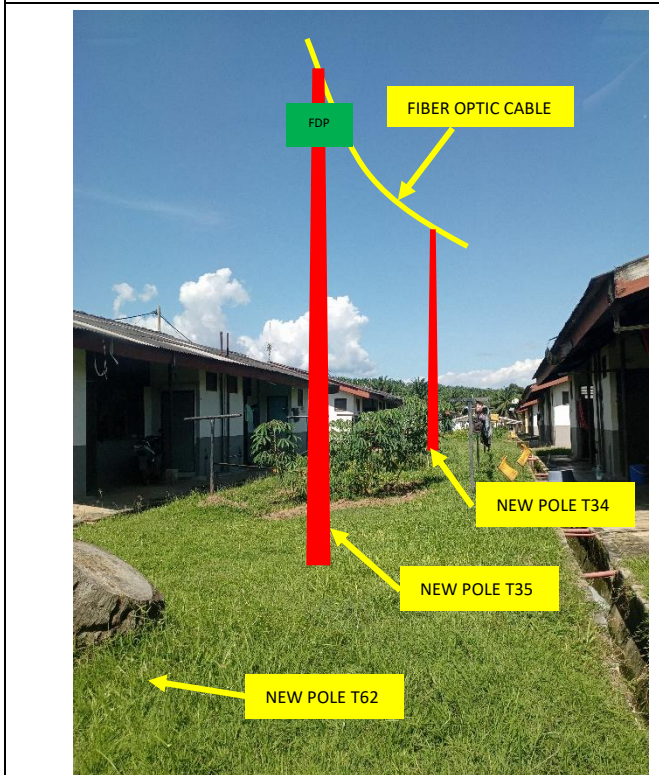 FDP
FIBER OPTIC CABLE
NEW POLE T34
NEW POLE T35
NEW POLE T62